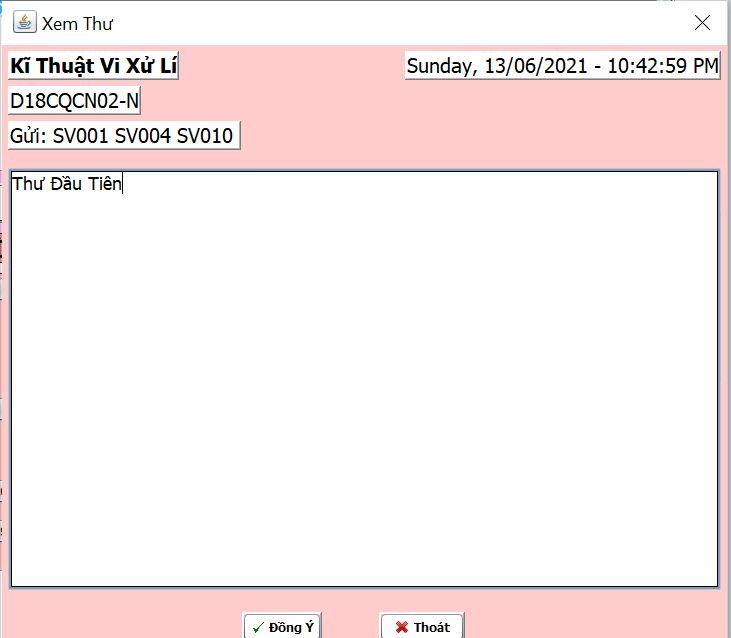 Xem Thư
Kĩ Thuật Vi Xử Lí
Sunday, 13/06/2021 - 10:42:59 PM
D18CQCN02-N
Gửi: SV001 SV004 SV010
Thư Đầu Tiên
Đồng Ý
Thoát